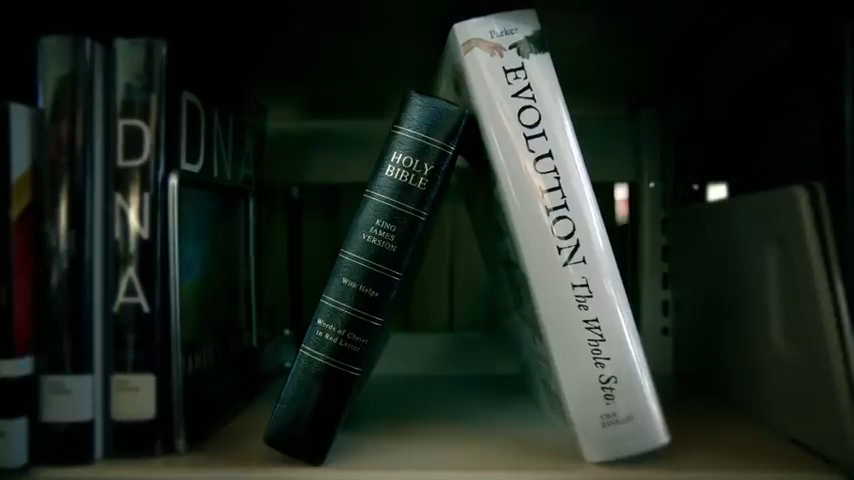 DNA
DNA
HOLY
BIBLE
KING
JAMES
VERSION
With Helps
Words of Christ
in Red Letter
Parker
EVOLUTION The Whole Sto